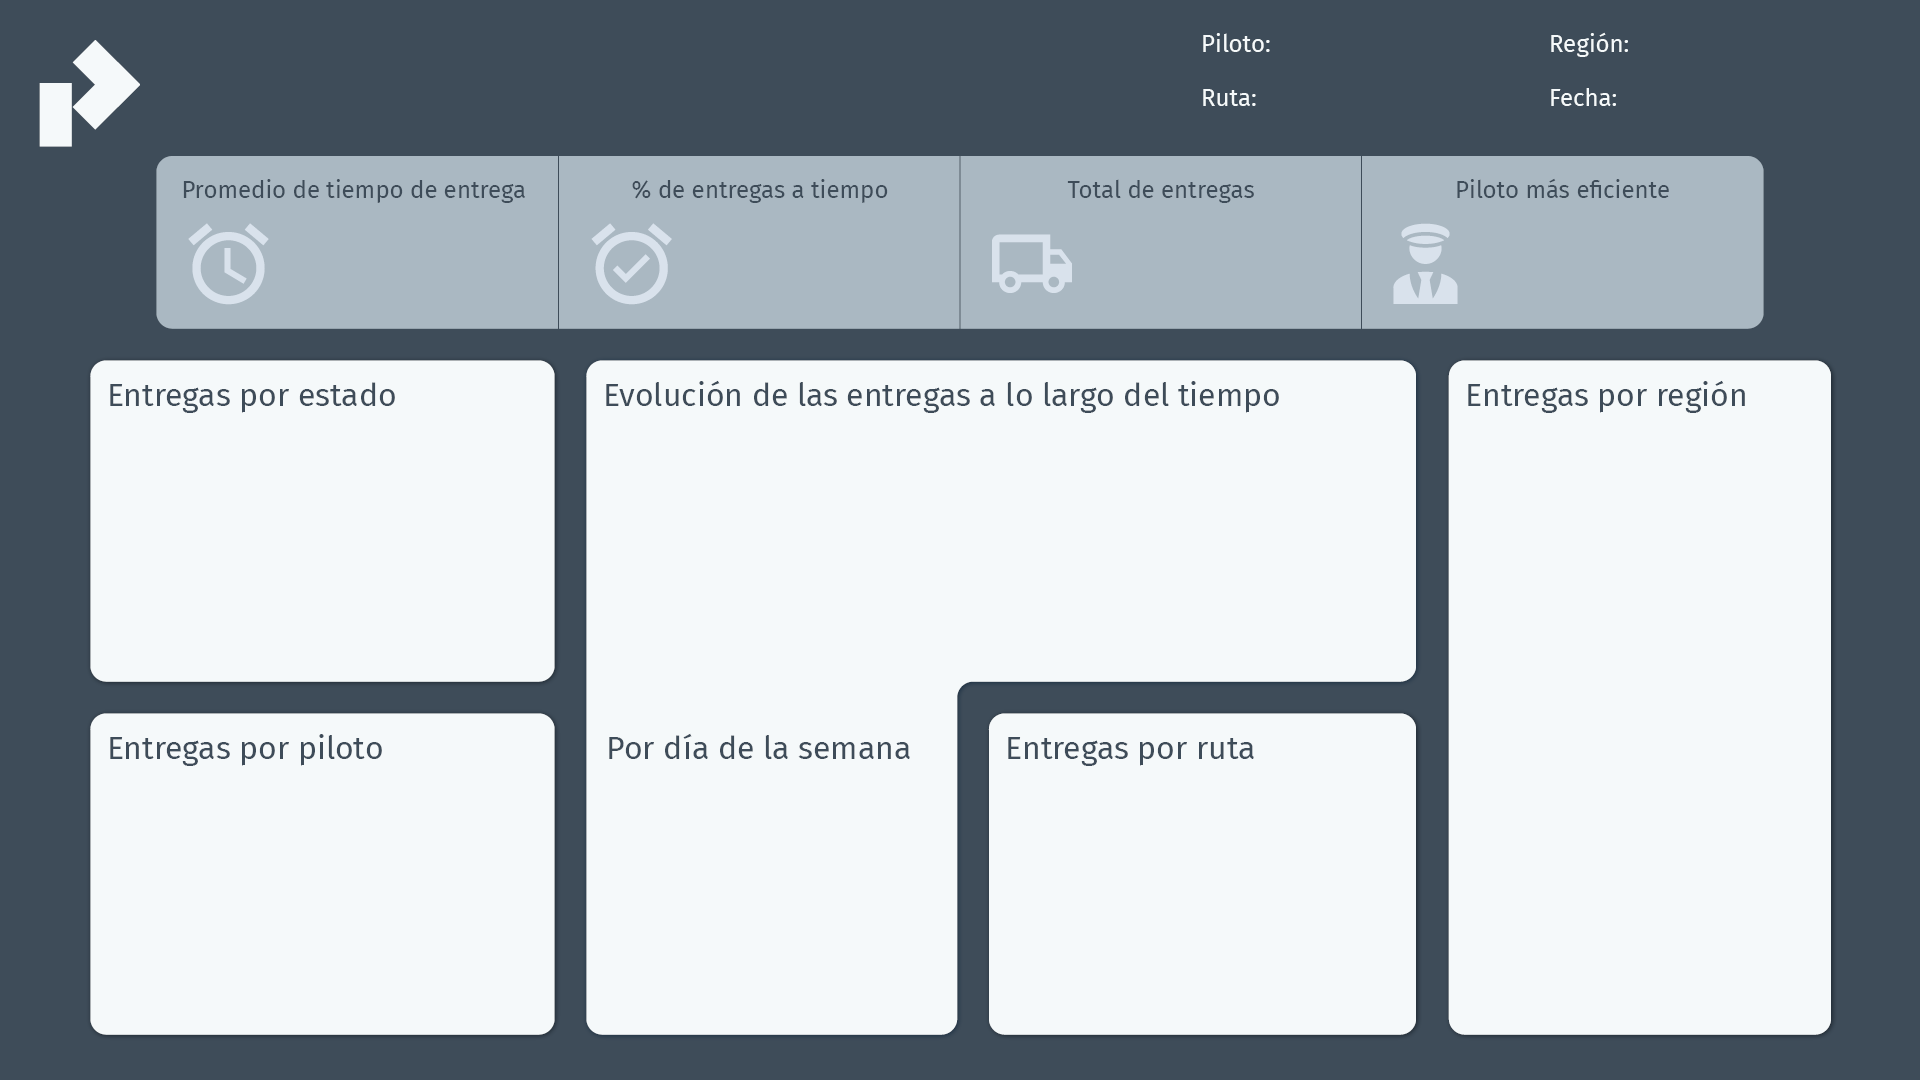 Piloto:
Región:
Ruta:
Fecha:
Promedio de tiempo de entrega
% de entregas a tiempo
Total de entregas
Piloto más eficiente
Entregas por estado
Evolución de las entregas a lo largo del tiempo
Entregas por región
Entregas por piloto
Por día de la semana
Entregas por ruta